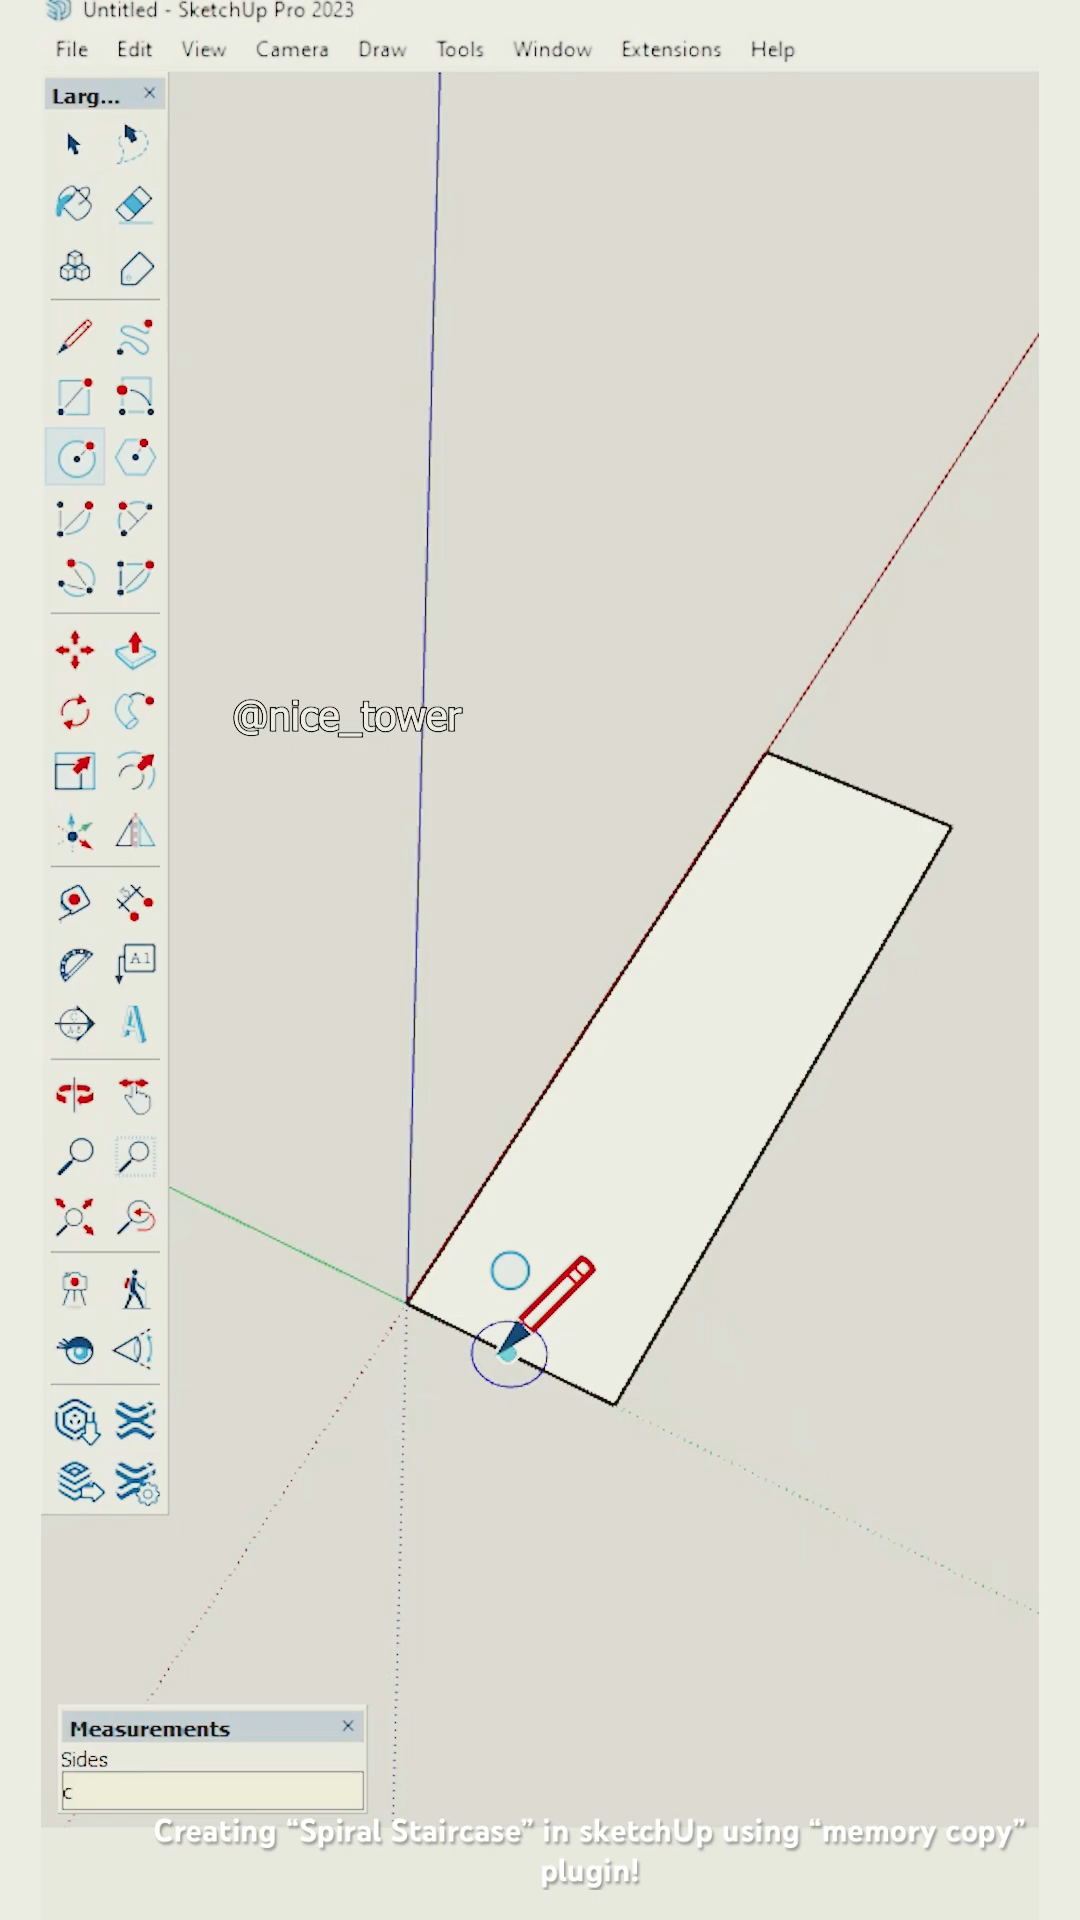 Untitled - SketchUp Pro 2023
File Edit View Camera Draw Tools Window Extensions Help
Larg...
A1
@nice_tower
Measurements
Sides
c
Creating “Spiral Staircase” in sketchUp using “memory copy”
plugin!